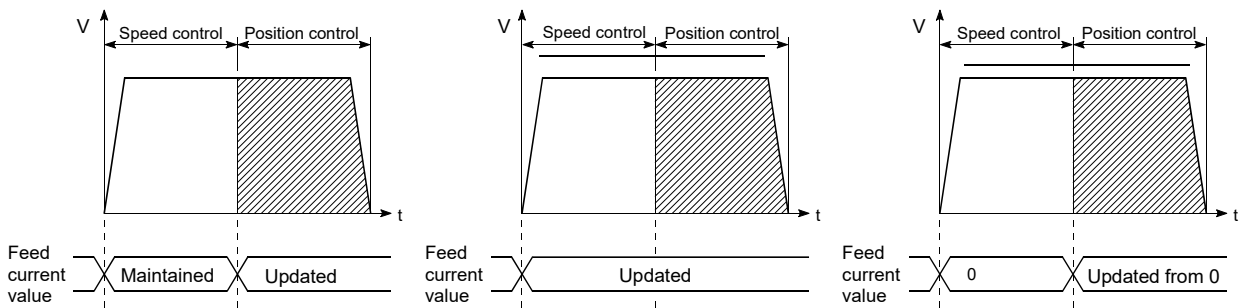 V
Speed control
Position control
t
Feed
current
value
Maintained
Updated
V
Speed control
Position control
t
Feed
current
value
Updated
V
Speed control
Position control
t
Feed
current
value
0
Updated from 0